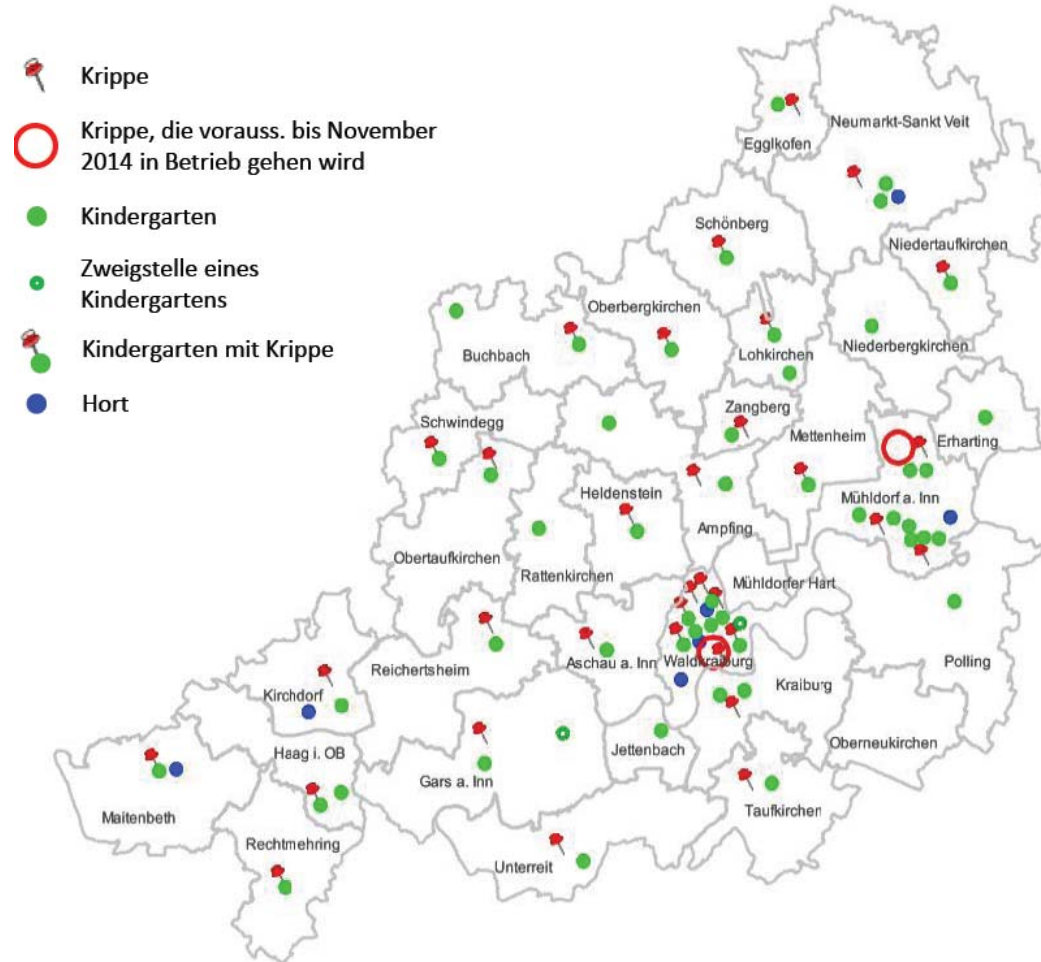 Krippe
Krippe, die vorauss. bis November
2014 in Betrieb gehen wird
Kindergarten
Zweigstelle eines
Kindergartens
Kindergarten mit Krippe
Hort
Neumarkt-Sankt Veit
Egglkofen
Schönberg
Niedertaufkirchen
Oberbergkirchen
Buchbach
Lohkirchen
Niederbergkirchen
Zangberg
Schwindegg
Mettenheim
Erharting
Heldenstein
Mühldorf a. Inn
Ampfing
Obertaufkirchen
Rattenkirchen
Mühldorfer Hart
Reichertsheim
Aschau a. Inn
Waldkraiburg
Polling
Kirchdorf
Kraiburg
Haag i. OB
Jettenbach
Oberneukirchen
Gars a. Inn
Maitenbeth
Taufkirchen
Rechtmehring
Unterreit